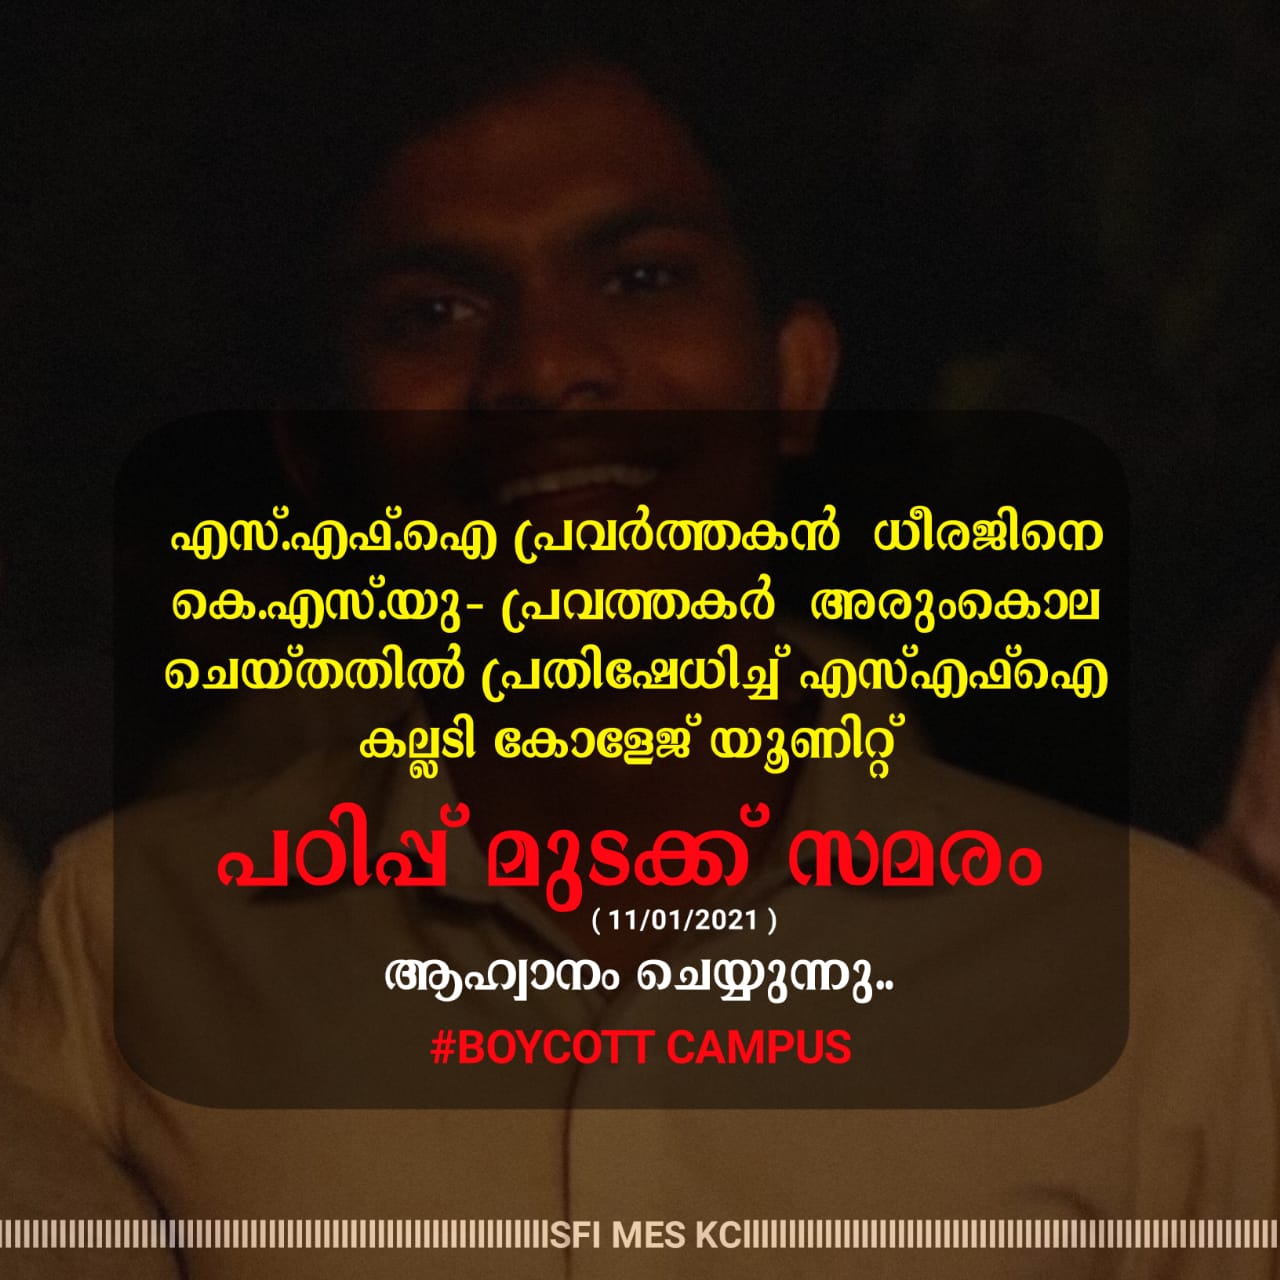 എസ്.എഫ്.ഐ പ്രവർത്തകൻ ധീരജിനെ
കെ.എസ്.യു- പ്രവത്തകർ അരുംകൊല
ചെയ്തതിൽ പ്രതിഷേധിച്ച് എസ്എഫ്ഐ
കല്ലടി കോളേജ് യൂണിറ്റ്
പഠിപ്പ് മുടക്ക് സമരം
( 11/01/2021 )
ആഹ്വാനം ചെയ്യുന്നു..
#BOYCOTT CAMPUS
SFI MES KC